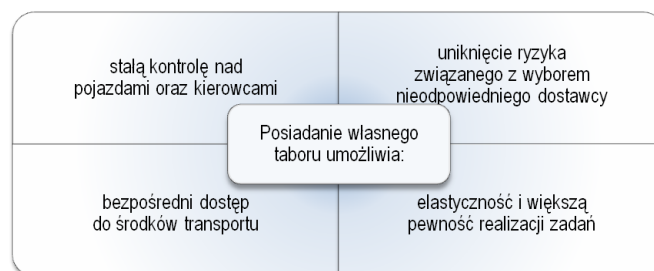 stałą kontrolę nad
pojazdami oraz kierowcami
uniknięcie ryzyka
związanego z wyborem
nieodpowiedniego dostawcy
Posiadanie własnego
taboru umożliwia:
bezpośredni dostęp
do środków transportu
elastyczność i większą
pewność realizacji zadań